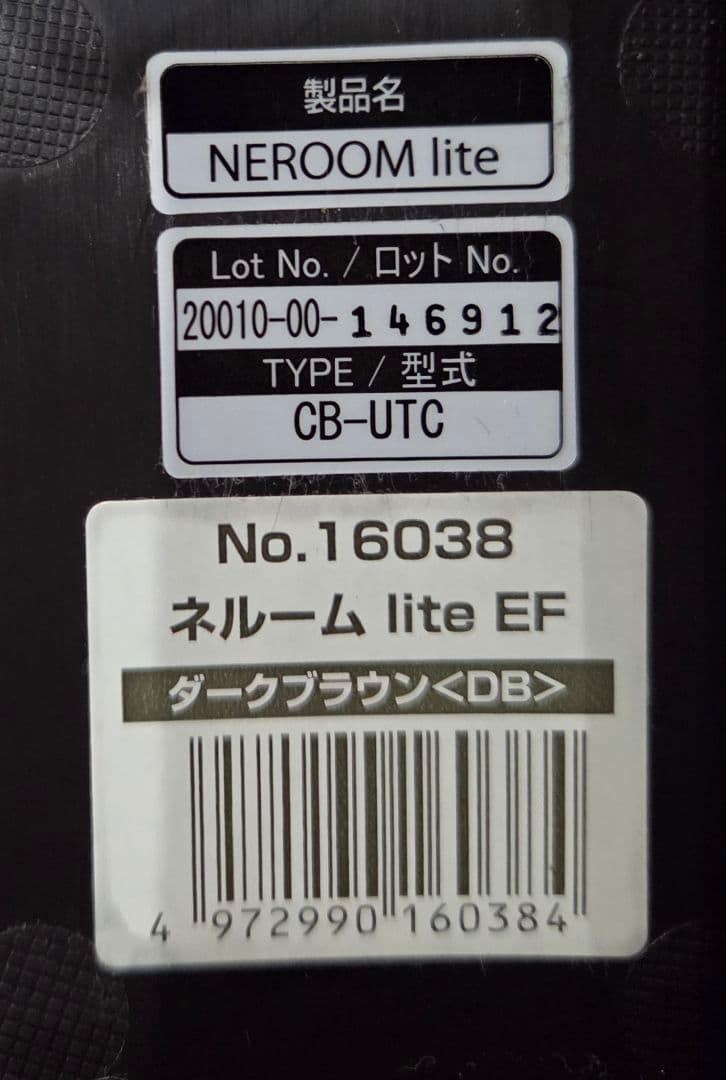 製品名
NEROOM lite
Lot No. / ロット No.
20010-00-146912
TYPE / 型式
CB-UTC
No.16038
ネルーム lite EF
ダークブラウン<DB>
4 972990 160384